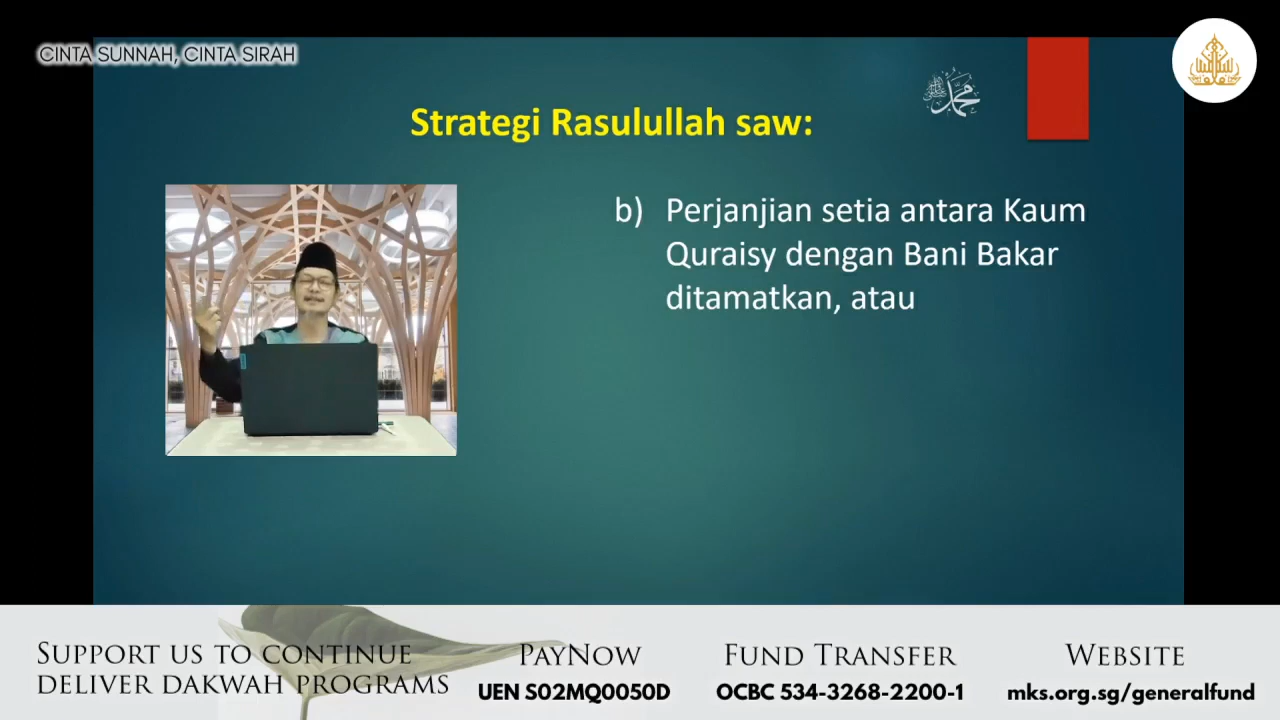 CINTA SUNNAH, CINTA SIRAH
Strategi Rasulullah saw:
b) Perjanjian setia antara Kaum
Quraisy dengan Bani Bakar
ditamatkan, atau
SUPPORT US TO CONTINUE
DELIVER DAKWAH PROGRAMS
PAYNOW
UEN S02MQ0050D
FUND TRANSFER
OCBC 534-3268-2200-1
WEBSITE
mks.org.sg/generalfund